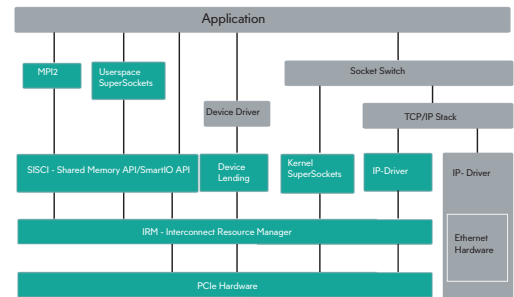 Application
MPI2
Userspace
SuperSockets
Socket Switch
Device Driver
TCP/IP Stack
SISCI - Shared Memory API/SmartIO API
Device
Lending
Kernel
SuperSockets
IP-Driver
IP- Driver
IRM - Interconnect Resource Manager
Ethernet
Hardware
PCIe Hardware